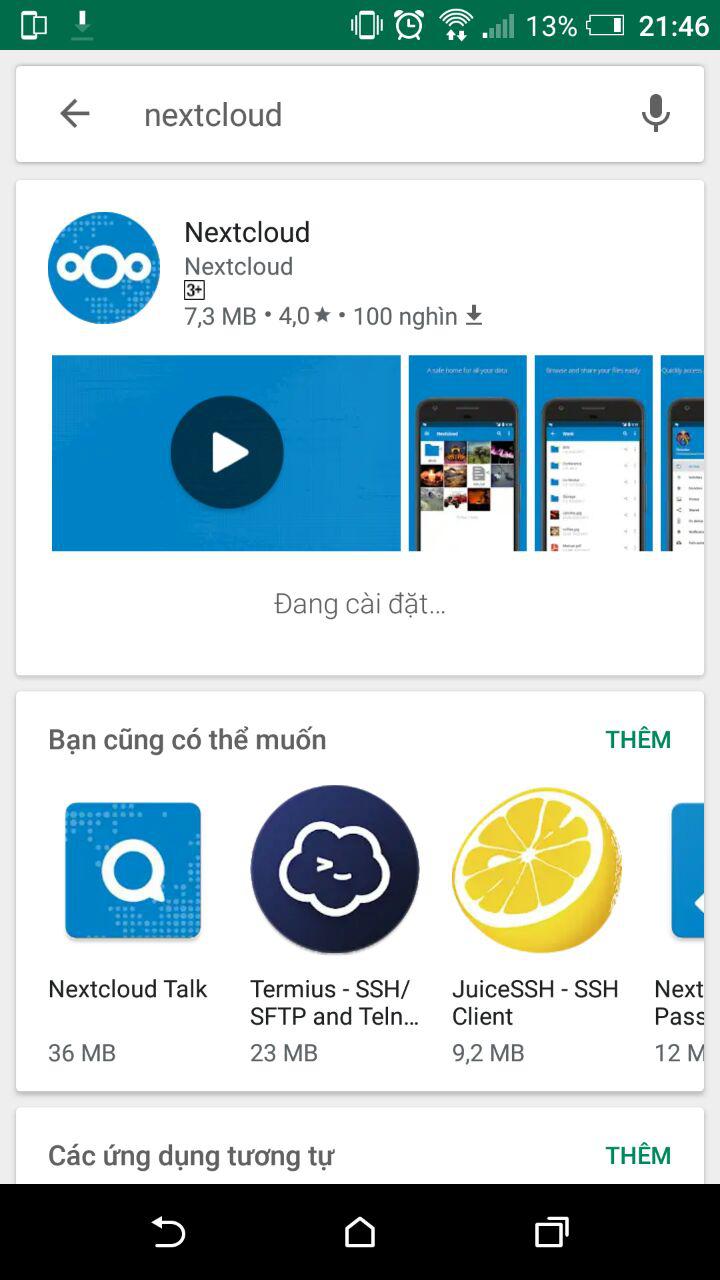 13% 21:46
nextcloud
Nextcloud
Nextcloud
3+
7,3 MB • 4,0 ★ • 100 nghìn
A safe home for all your data
Browse and share your files easily
Quickly access
Nextcloud
Đang cài đặt...
Bạn cũng có thể muốn
THÊM
Nextcloud Talk
36 MB
Termius - SSH/
SFTP and Teln...
23 MB
JuiceSSH - SSH
Client
9,2 MB
Next
Pass
12 M
Các ứng dụng tương tự
THÊM